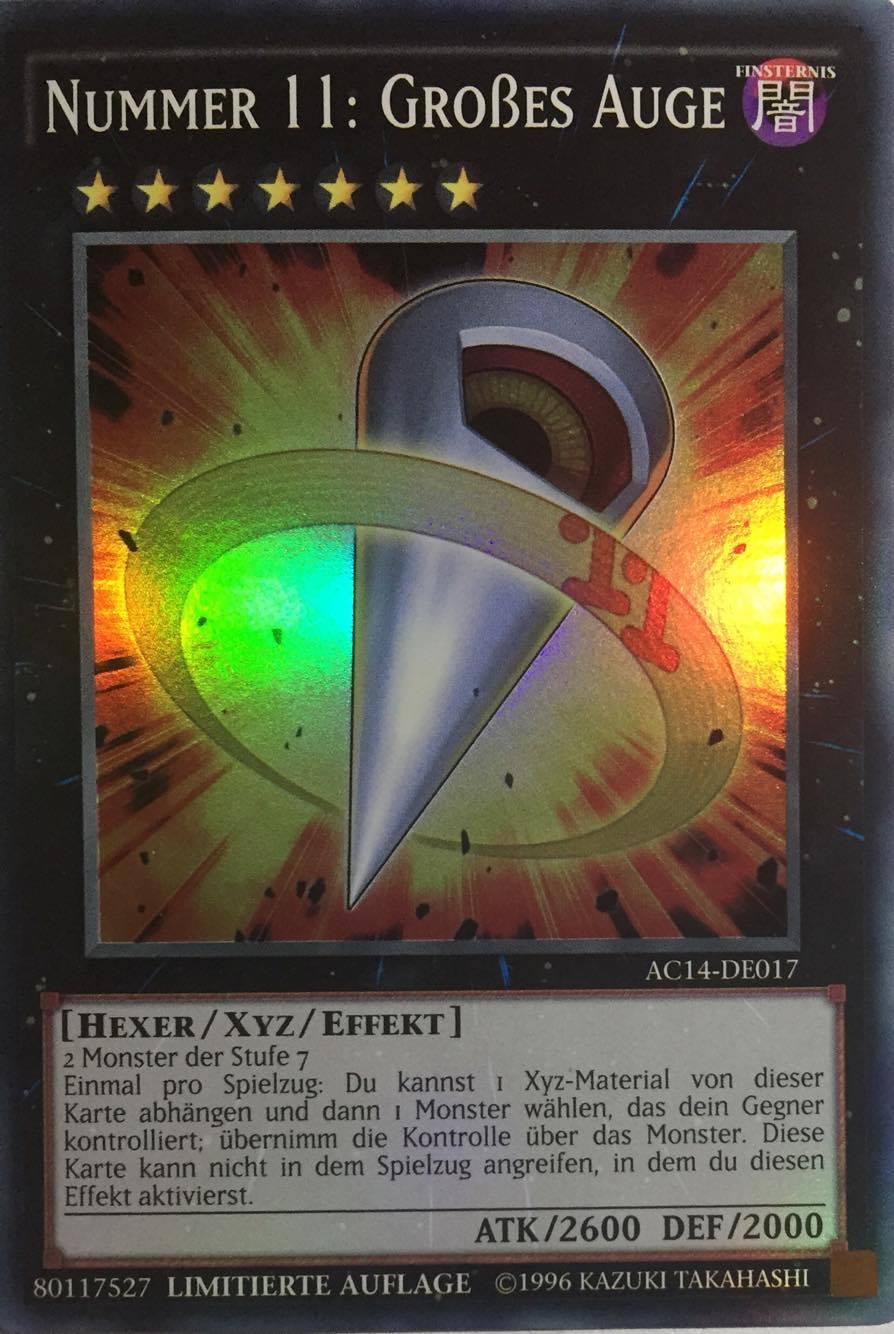 FINSTERNIS
NUMMER 11: GROẞES AUGE 闇
11
AC14-DE017
[HEXER/XYZ/EFFEKT]
2 Monster der Stufe 7
Einmal pro Spielzug: Du kannst 1 Xyz-Material von dieser
Karte abhängen und dann 1 Monster wählen, das dein Gegner
kontrolliert; übernimm die Kontrolle über das Monster. Diese
Karte kann nicht in dem Spielzug angreifen, in dem du diesen
Effekt aktivierst.
ATK/2600 DEF/2000
80117527 LIMITIERTE AUFLAGE ©1996 KAZUKI TAKAHASHI